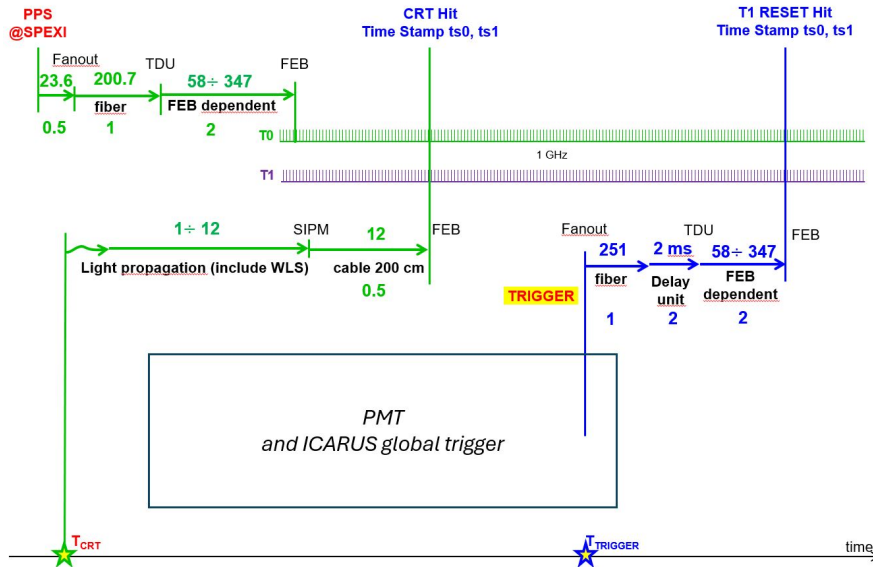 PPS
@SPEXI
CRT Hit
Time Stamp ts0, ts1
T1 RESET Hit
Time Stamp ts0, ts1
Fanout
TDU
FEB
23.6
200.7
58÷ 347
fiber
FEB dependent
0.5
1
2
T0
1 GHz
T1
1÷ 12
SIPM
12
FEB
Light propagation (include WLS)
cable 200 cm
0.5
Fanout
TDU
FEB
251
2 ms
58÷ 347
fiber
Delay
unit
FEB
dependent
TRIGGER
1
2
2
PMT
and ICARUS global trigger
TCRT
TTRIGGER
time